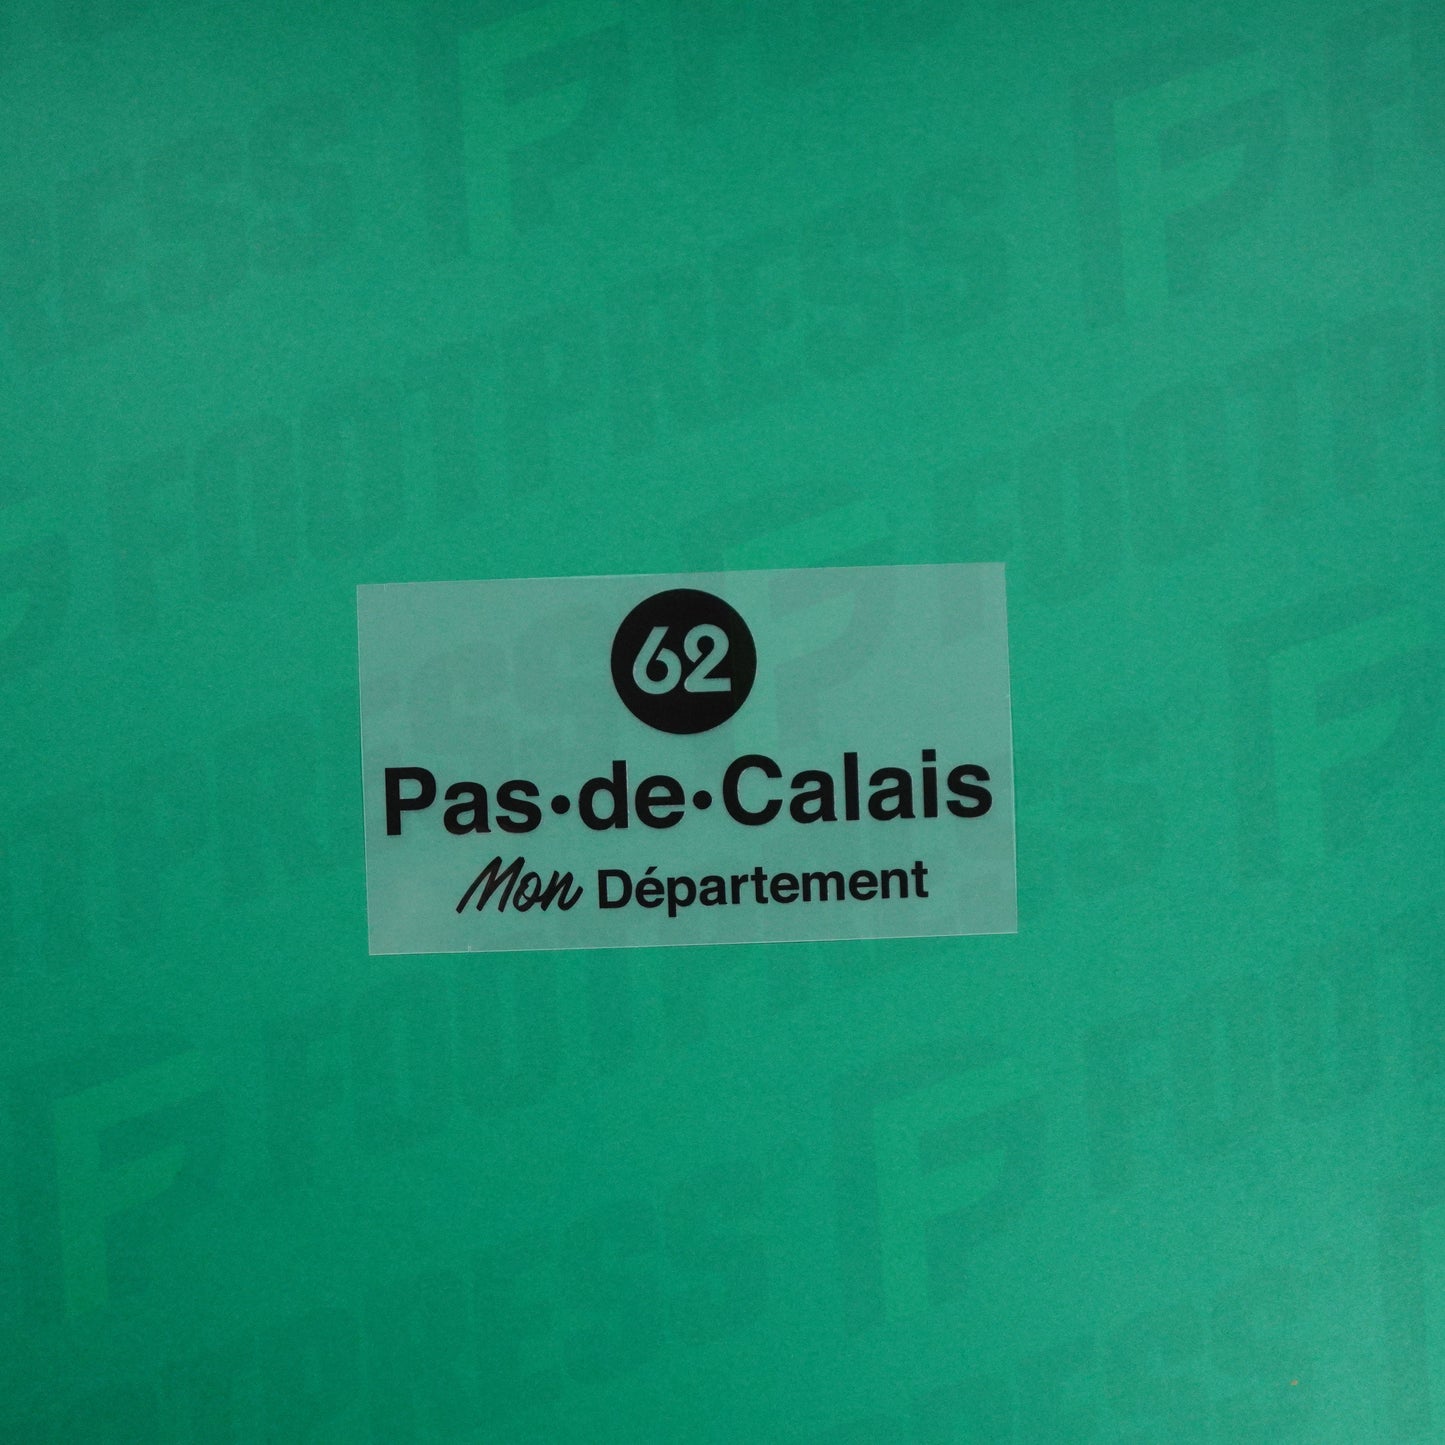 62
Pas•de•Calais
Mon Département